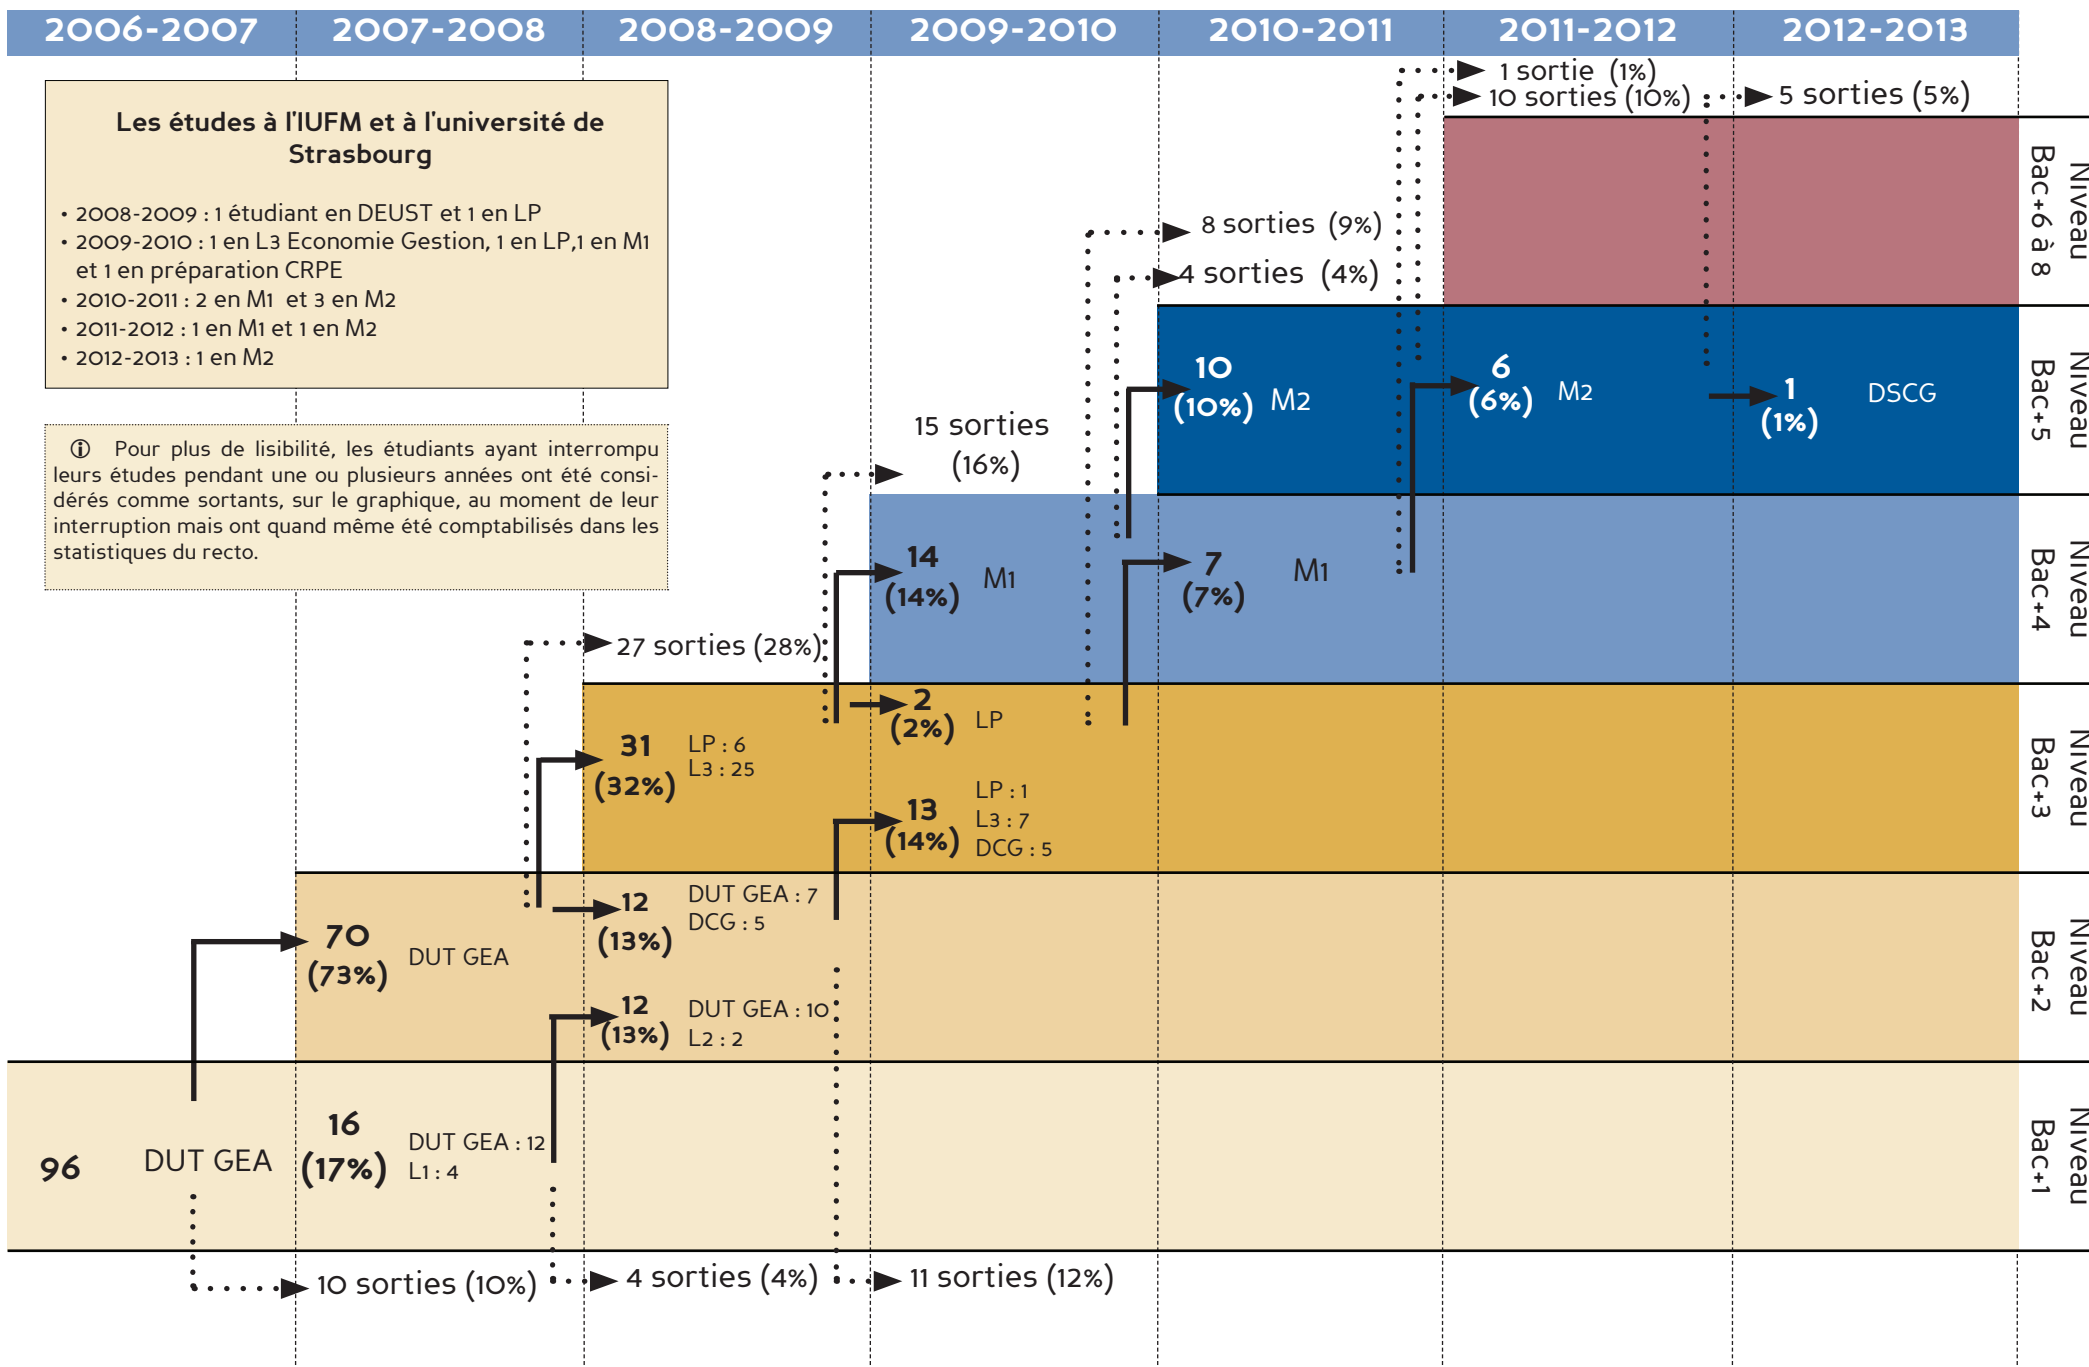 2006-2007 2007-2008 2008-2009 2009-2010 2010-2011 2011-2012 2012-2013
Les études à l'IUFM et à l'université de
Strasbourg
• 2008-2009 : 1 étudiant en DEUST et 1 en LP
• 2009-2010 : 1 en L3 Economie Gestion, 1 en LP,1 en M1
et 1 en préparation CRPE
• 2010-2011 : 2 en M1 et 3 en M2
• 2011-2012 : 1 en M1 et 1 en M2
• 2012-2013 : 1 en M2
ⓘ Pour plus de lisibilité, les étudiants ayant interrompu
leurs études pendant une ou plusieurs années ont été consi-
dérés comme sortants, sur le graphique, au moment de leur
interruption mais ont quand même été comptabilisés dans les
statistiques du recto.
1 sortie (1%)
10 sorties (10%)
5 sorties (5%)
Niveau
Bac+6 à 8
8 sorties (9%)
4 sorties (4%)
10
(10%)
M2
6
(6%)
M2
1
(1%)
DSCG
Niveau
Bac+5
15 sorties
(16%)
14
(14%)
M1
7
(7%)
M1
Niveau
Bac+4
27 sorties (28%)
31
(32%)
LP : 6
L3 : 25
2
(2%)
LP
13
(14%)
LP : 1
L3 : 7
DCG : 5
Niveau
Bac+3
70
(73%)
DUT GEA
12
(13%)
DUT GEA : 7
DCG : 5
12
(13%)
DUT GEA : 10
L2 : 2
Niveau
Bac+2
96
DUT GEA
16
(17%)
DUT GEA : 12
L1 : 4
Niveau
Bac+1
10 sorties (10%)
4 sorties (4%)
11 sorties (12%)